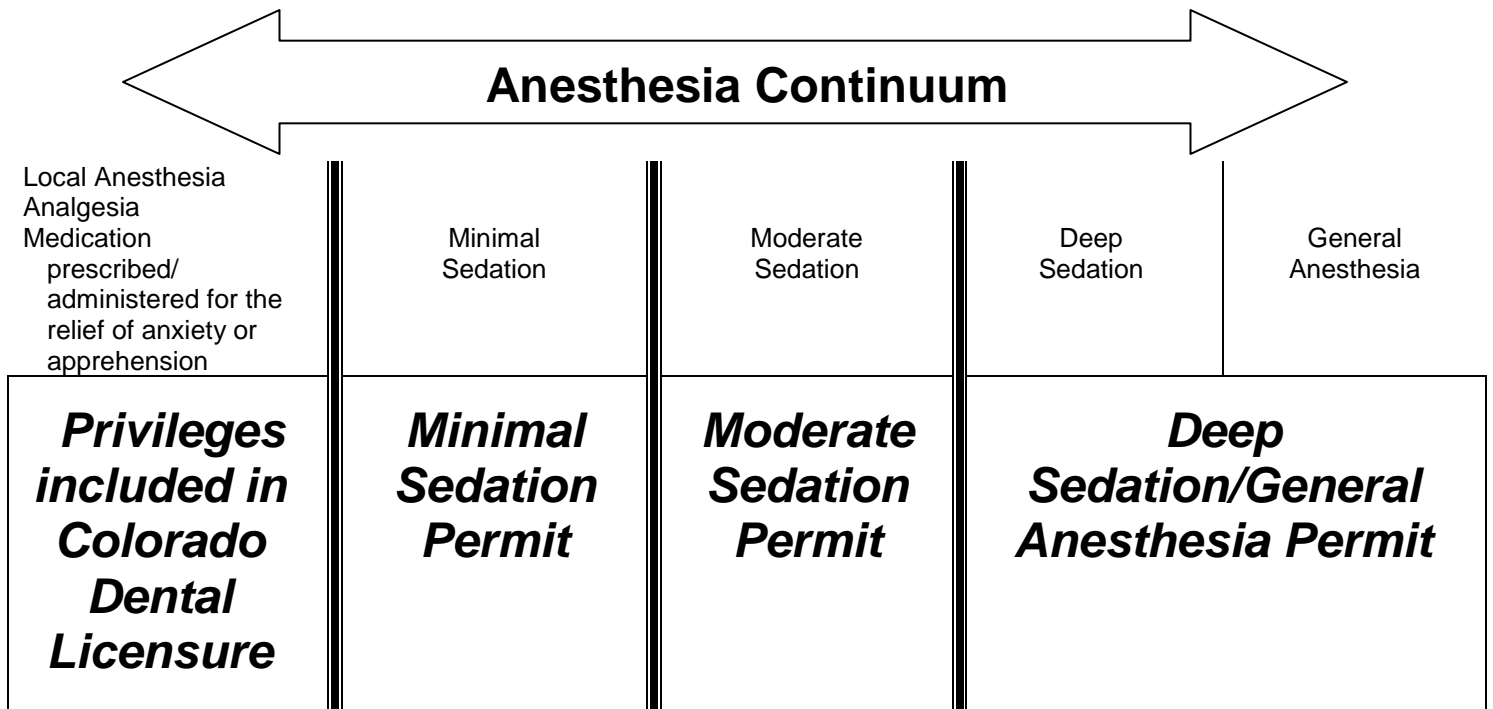 Anesthesia Continuum
Local Anesthesia
Analgesia
Medication
prescribed/
administered for the
relief of anxiety or
apprehension
Minimal
Sedation
Moderate
Sedation
Deep
Sedation
General
Anesthesia
Privileges
included in
Colorado
Dental
Licensure
Minimal
Sedation
Permit
Moderate
Sedation
Permit
Deep
Sedation/General
Anesthesia Permit